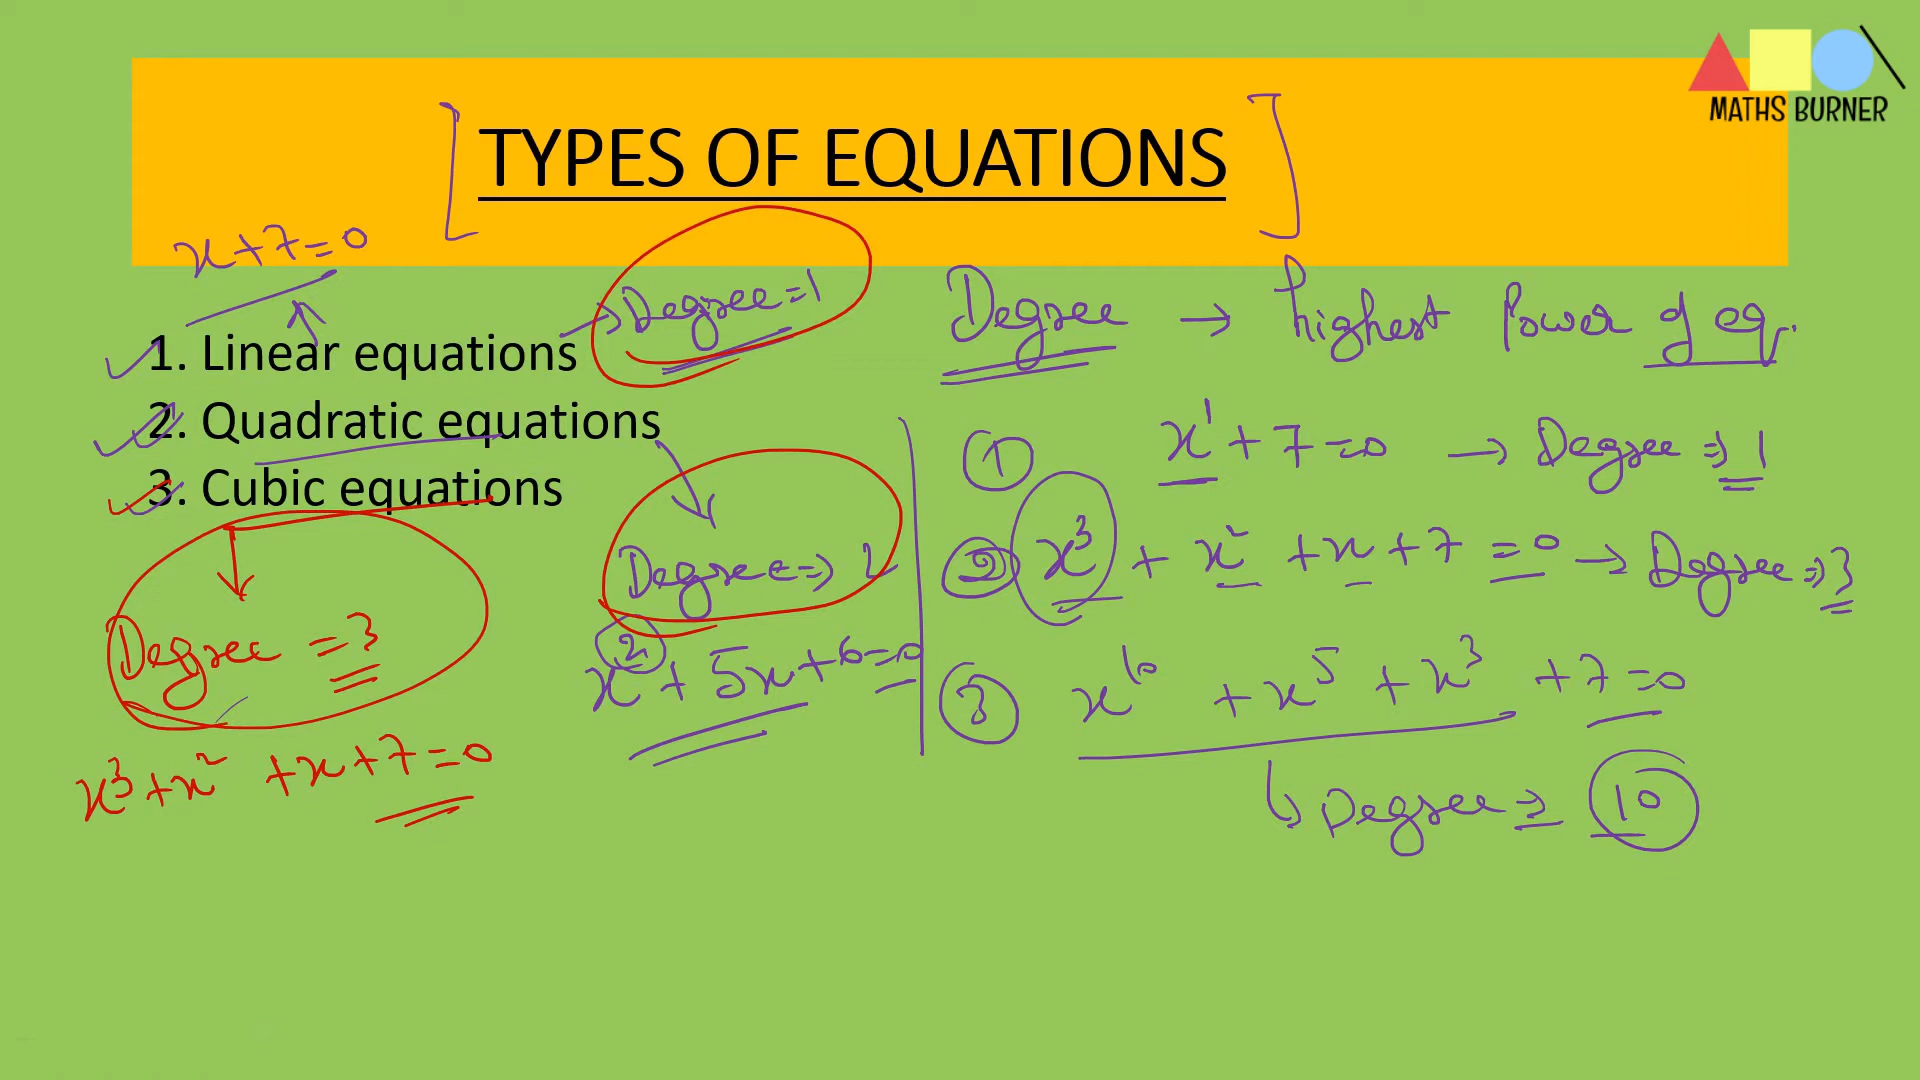 MATHS BURNER
[ TYPES OF EQUATIONS ]
x+7=0
1. Linear equations → Degree=1
2. Quadratic equations
3. Cubic equations
Degree ⇒ 2
x²+5x+6=0
Degree = 3
x³+x²+x+7=0
Degree → highest Power of eq.
① x¹+7=0 → Degree ⇒ 1
② x³+x²+x+7=0 → Degree ⇒ 3
③ x¹⁰+x⁵+x³+7=0
↳ Degree ⇒ 10